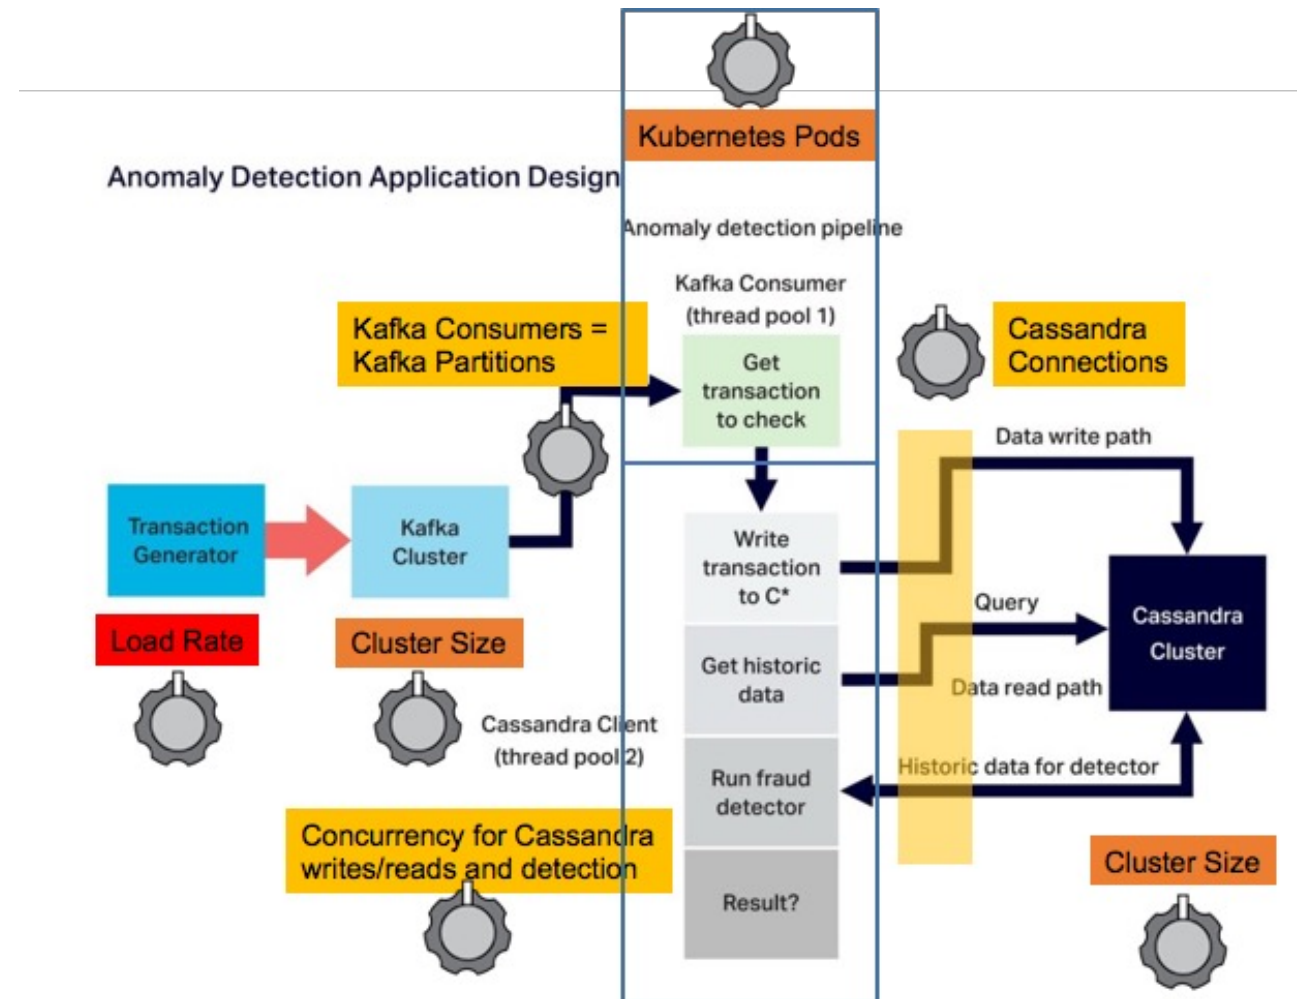 Kubernetes Pods
Anomaly Detection Application Design
Anomaly detection pipeline
Kafka Consumer
(thread pool 1)
Kafka Consumers =
Kafka Partitions
Get
transaction
to check
Cassandra
Connections
Data write path
Transaction
Generator
Kafka
Cluster
Write
transaction
to C*
Query
Cassandra
Cluster
Load Rate
Cluster Size
Get historic
data
Data read path
Cassandra Client
(thread pool 2)
Run fraud
detector
Historic data for detector
Concurrency for Cassandra
writes/reads and detection
Cluster Size
Result?